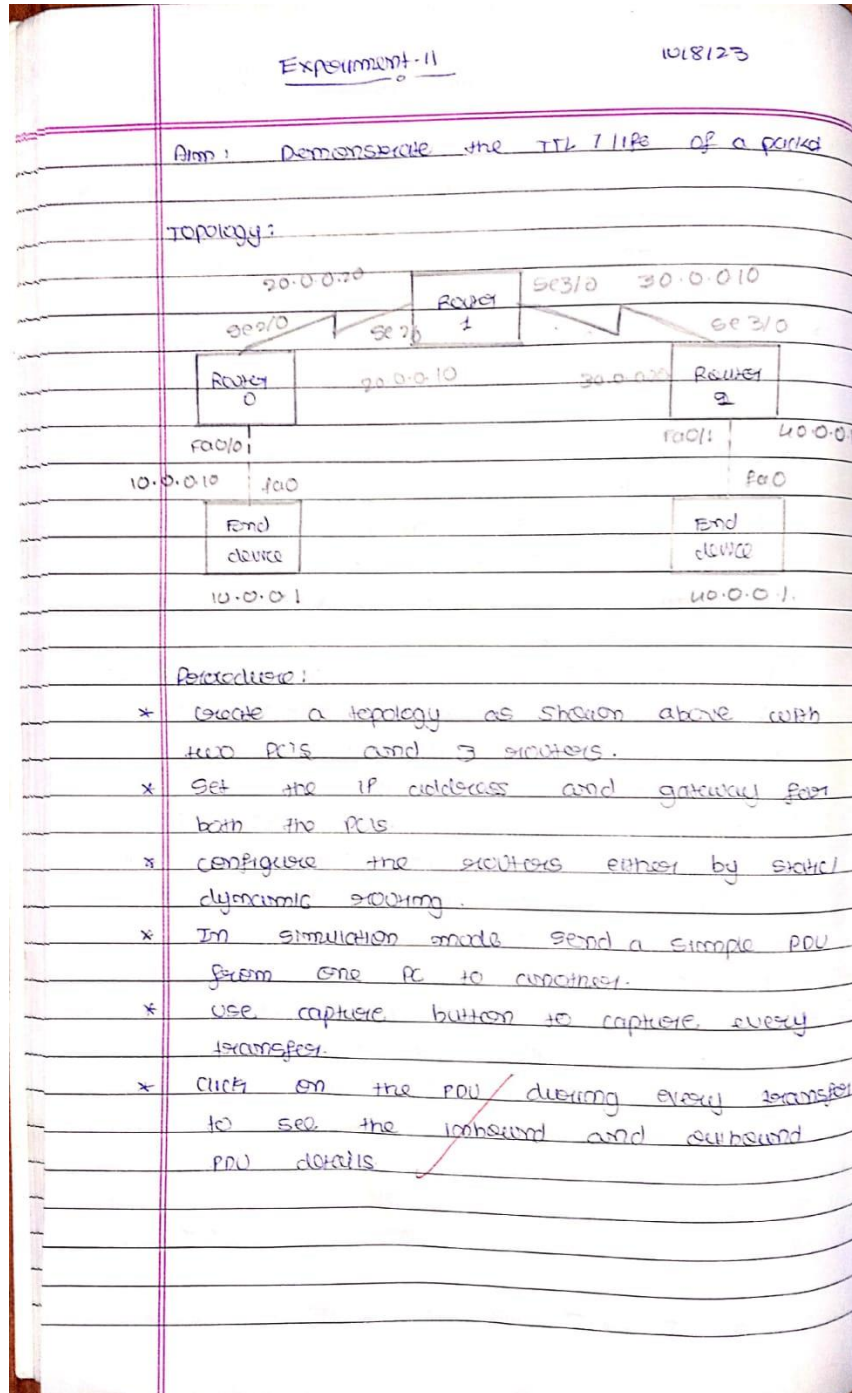 Experiment-11
10/8/23
Aim: Demonstrate the TTL / life of a packet
Topology:
20.0.0.20
Se3/0
30.0.0.10
Router
1
Se2/0
Se2/0
Se 3/0
Router
0
20.0.0.10
30.0.0.20
Router
2
fa0/0
fa0/1
40.0.0.
10.0.0.10
fa0
fa0
End
device
End
device
10.0.0.1
40.0.0.1.
Procedure:
* Create a topology as shown above with
two PC's and 3 routers.
* Set the IP address and gateway for
both the PC's
* configure the routers either by static/
dynamic routing.
* In simulation mode send a simple PDU
from one PC to another.
* use capture button to capture every
transfer.
* Click on the PDU during every transfer
to see the inbound and outbound
PDU details